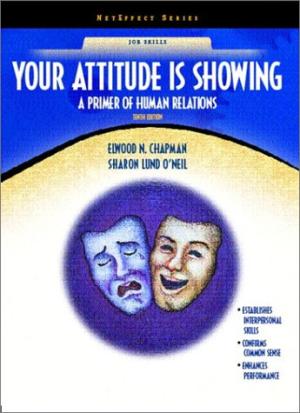 NETEFFECT SERIES
JOB SKILLS
YOUR ATTITUDE IS SHOWING
A PRIMER OF HUMAN RELATIONS
TENTH EDITION
ELWOOD N. CHAPMAN
SHARON LUND O'NEIL
• ESTABLISHES
INTERPERSONAL
SKILLS
• CONFIRMS
COMMON SENSE
• ENHANCES
PERFORMANCE